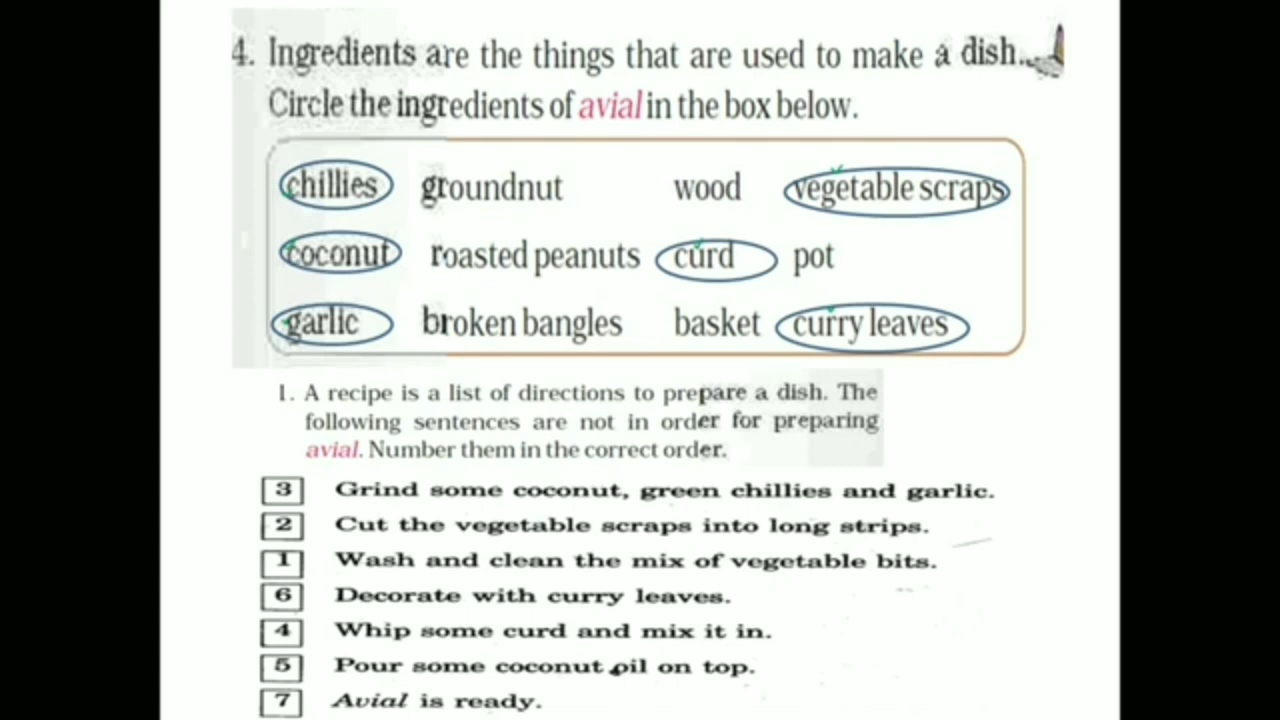 4. Ingredients are the things that are used to make a dish.
Circle the ingredients of avial in the box below.
chillies groundnut wood vegetable scraps
coconut roasted peanuts curd pot
garlic broken bangles basket curry leaves
1. A recipe is a list of directions to prepare a dish. The
following sentences are not in order for preparing
avial. Number them in the correct order.
3 Grind some coconut, green chillies and garlic.
2 Cut the vegetable scraps into long strips.
1 Wash and clean the mix of vegetable bits.
6 Decorate with curry leaves.
4 Whip some curd and mix it in.
5 Pour some coconut oil on top.
7 Avial is ready.